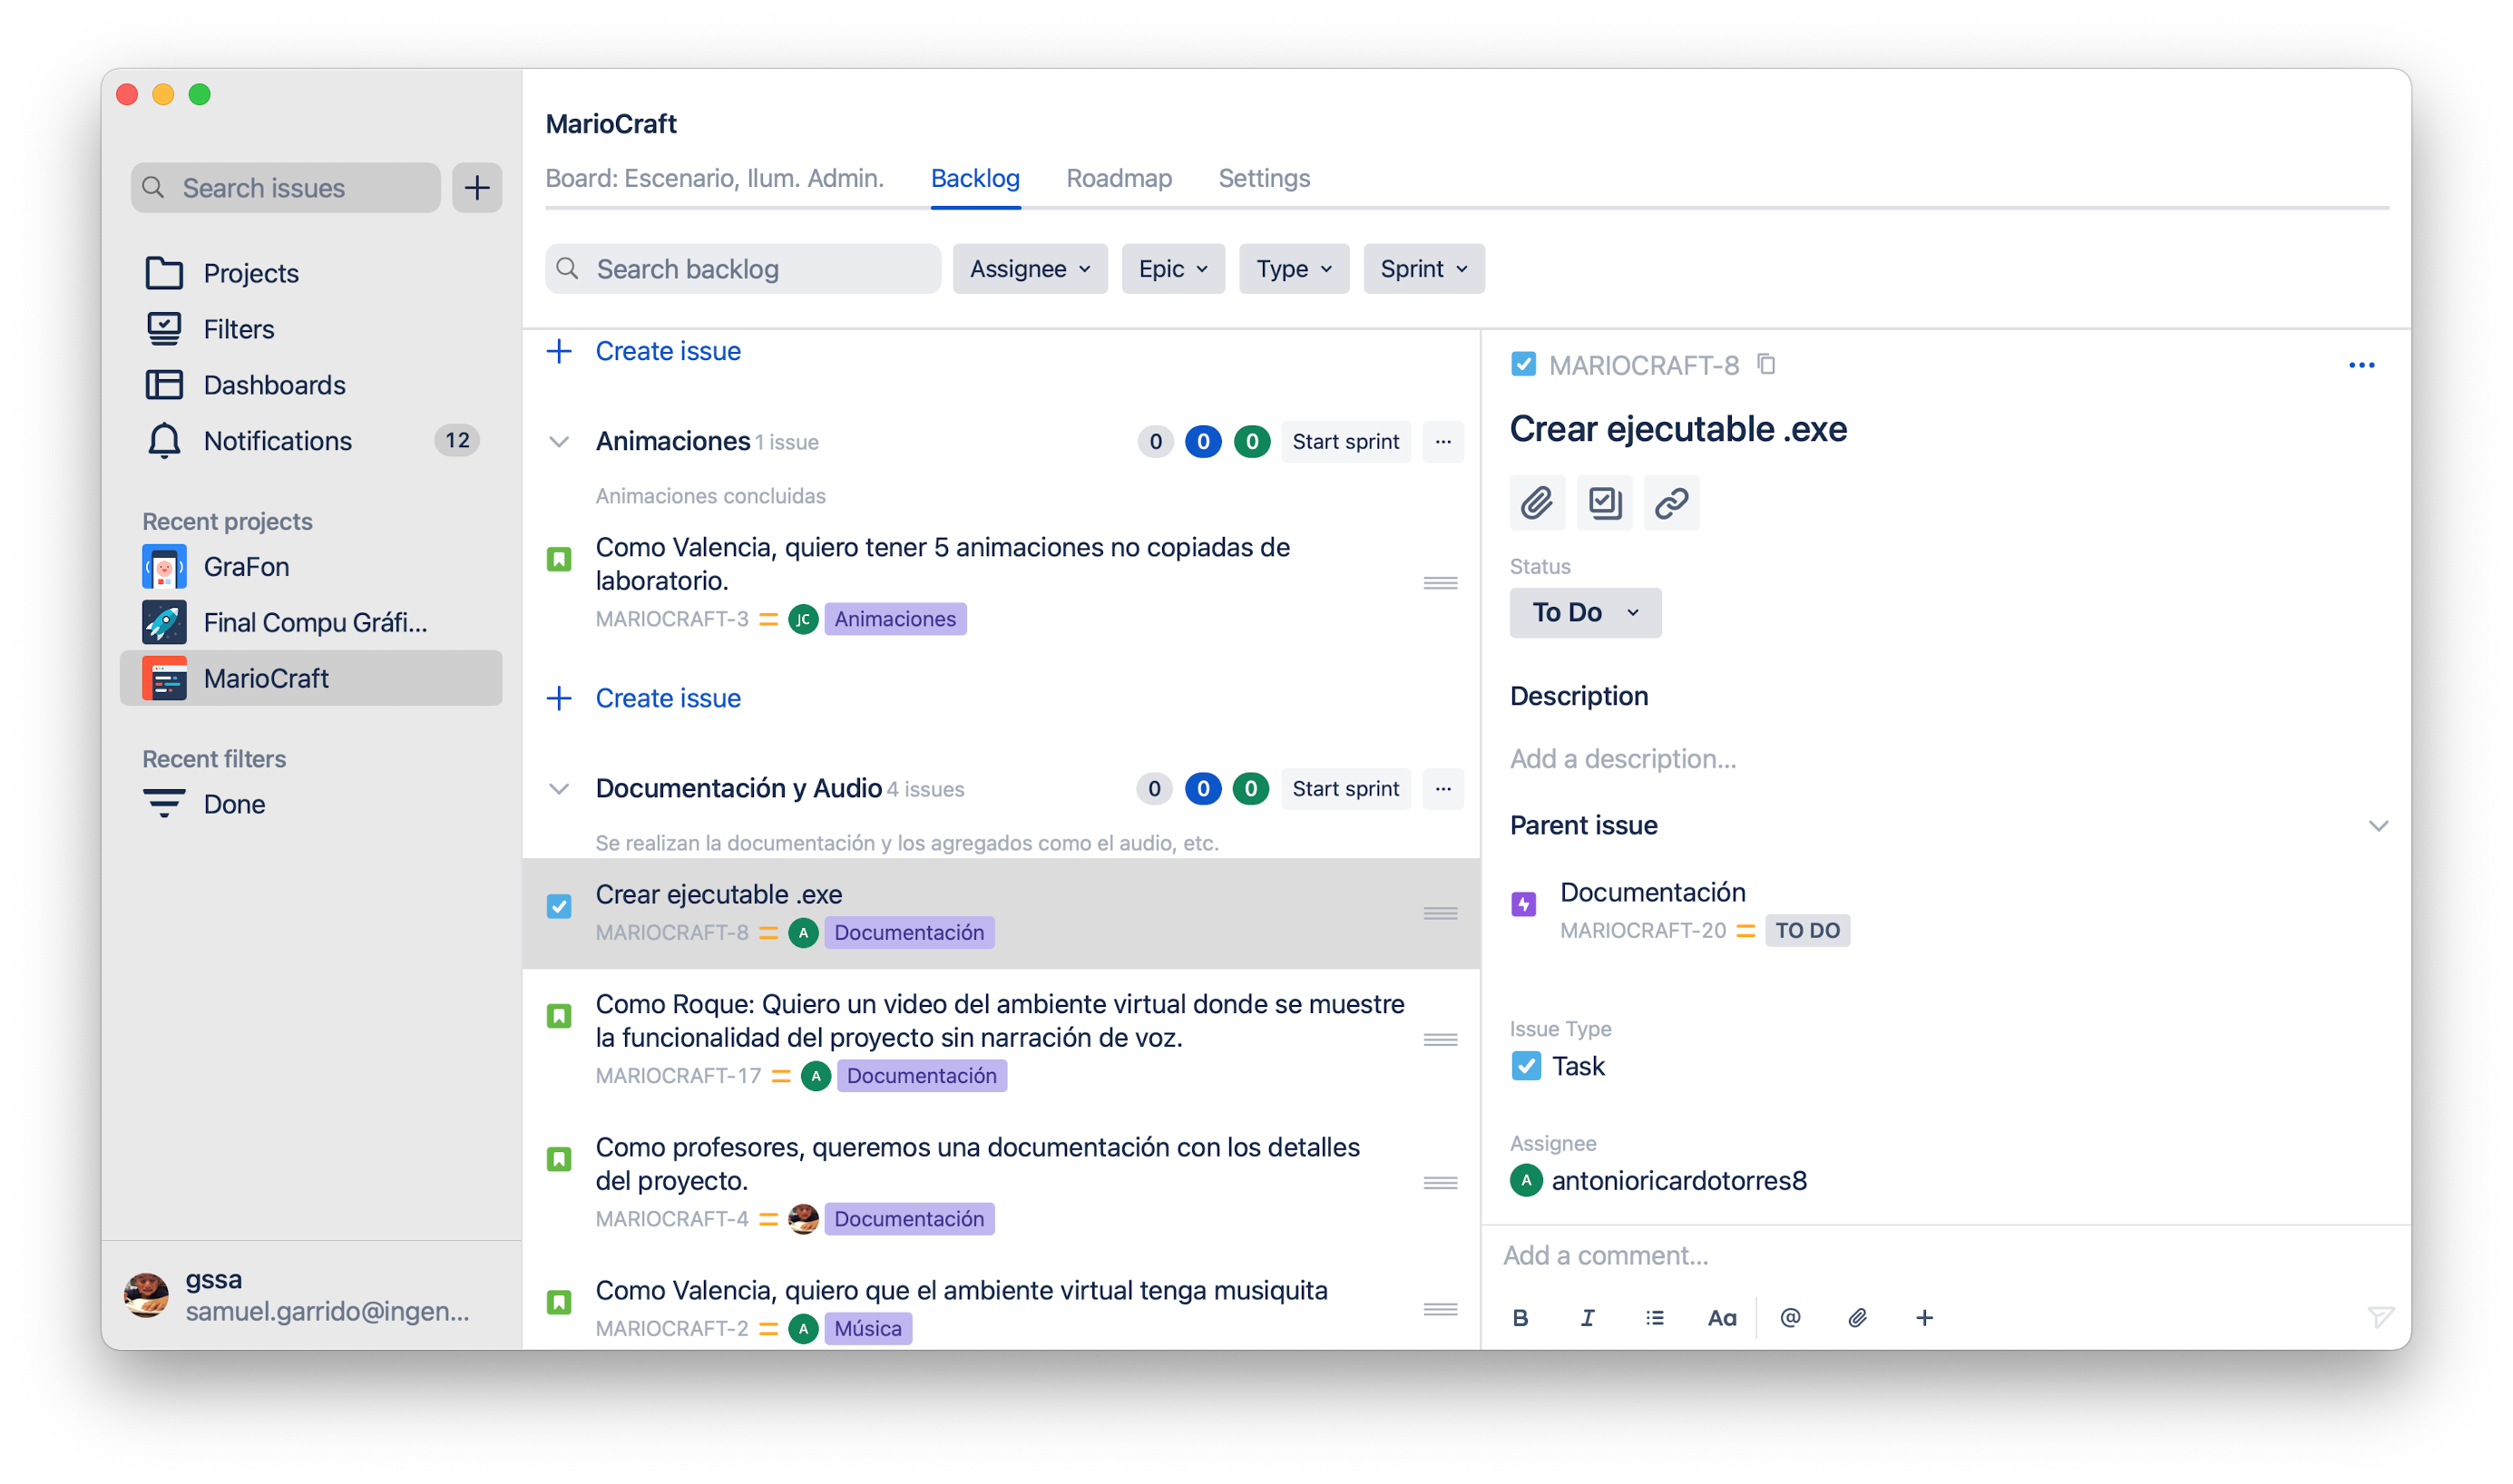 Search issues
Projects
Filters
Dashboards
Notifications 12
Recent projects
GraFon
Final Compu Gráfi...
MarioCraft
Recent filters
Done
gssa
samuel.garrido@ingen...
MarioCraft
Board: Escenario, Ilum. Admin. Backlog Roadmap Settings
Search backlog Assignee Epic Type Sprint
Create issue
Animaciones 1 issue 0 0 0 Start sprint ...
Animaciones concluidas
Como Valencia, quiero tener 5 animaciones no copiadas de
laboratorio.
MARIOCRAFT-3 JC Animaciones
Create issue
Documentación y Audio 4 issues 0 0 0 Start sprint ...
Se realizan la documentación y los agregados como el audio, etc.
Crear ejecutable .exe
MARIOCRAFT-8 A Documentación
Como Roque: Quiero un video del ambiente virtual donde se muestre
la funcionalidad del proyecto sin narración de voz.
MARIOCRAFT-17 A Documentación
Como profesores, queremos una documentación con los detalles
del proyecto.
MARIOCRAFT-4 Documentación
Como Valencia, quiero que el ambiente virtual tenga musiquita
MARIOCRAFT-2 A Música
MARIOCRAFT-8
Crear ejecutable .exe
Status
To Do
Description
Add a description...
Parent issue
Documentación
MARIOCRAFT-20 TO DO
Issue Type
Task
Assignee
A antonioricardotorres8
Add a comment...
B I Aa @ +